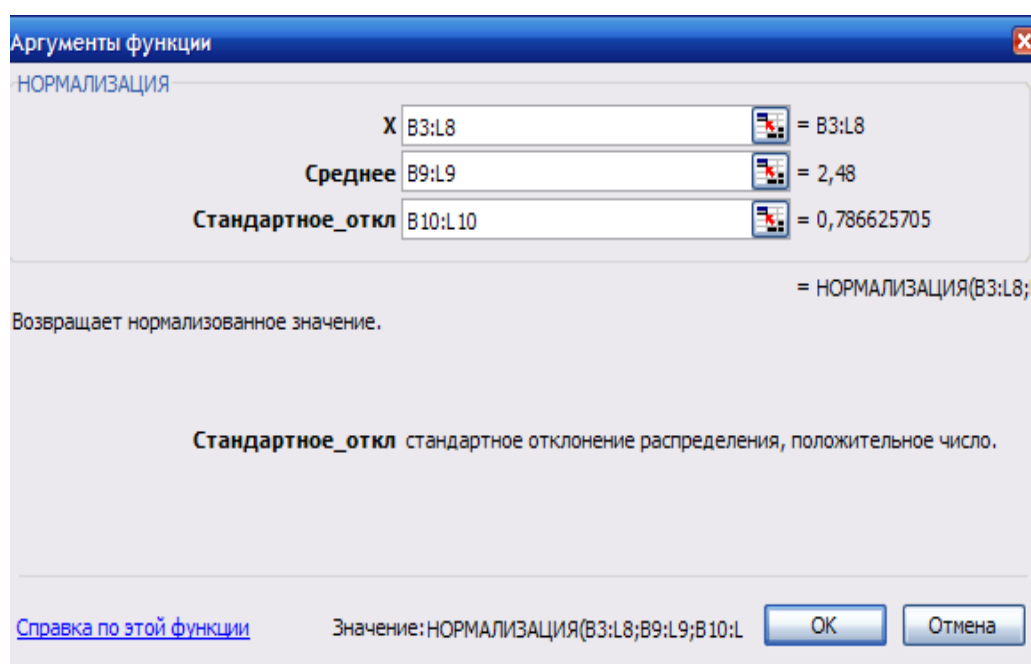 Аргументы функции
НОРМАЛИЗАЦИЯ
X B3:L8 = B3:L8
Среднее B9:L9 = 2,48
Стандартное_откл B10:L10 = 0,786625705
= НОРМАЛИЗАЦИЯ(B3:L8;
Возвращает нормализованное значение.
Стандартное_откл стандартное отклонение распределения, положительное число.
Справка по этой функции Значение: НОРМАЛИЗАЦИЯ(B3:L8;B9:L9;B10:L OK Отмена